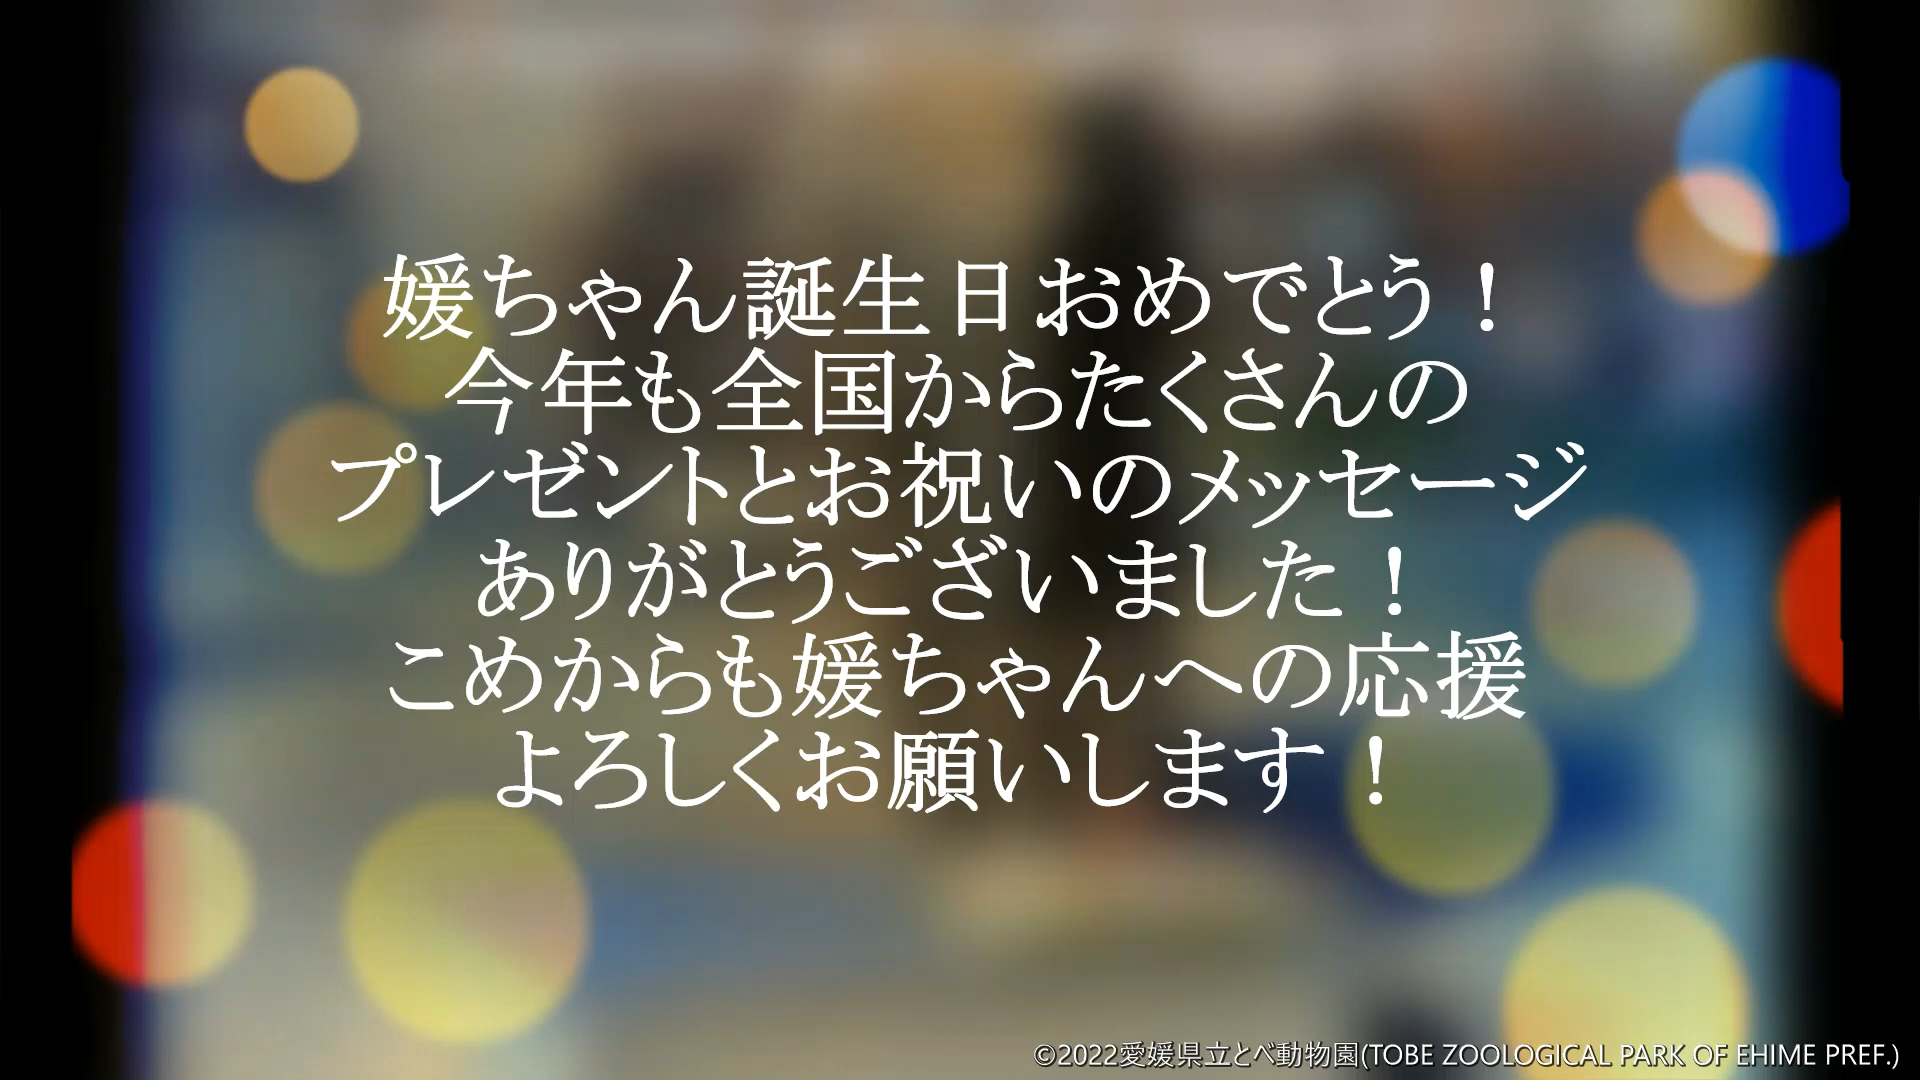 媛ちゃん誕生日おめでとう！
今年も全国からたくさんの
プレゼントとお祝いのメッセージ
ありがとうございました！
こめからも媛ちゃんへの応援
よろしくお願いします！
©2022愛媛県立とべ動物園(TOBE ZOOLOGICAL PARK OF EHIME PREF.)